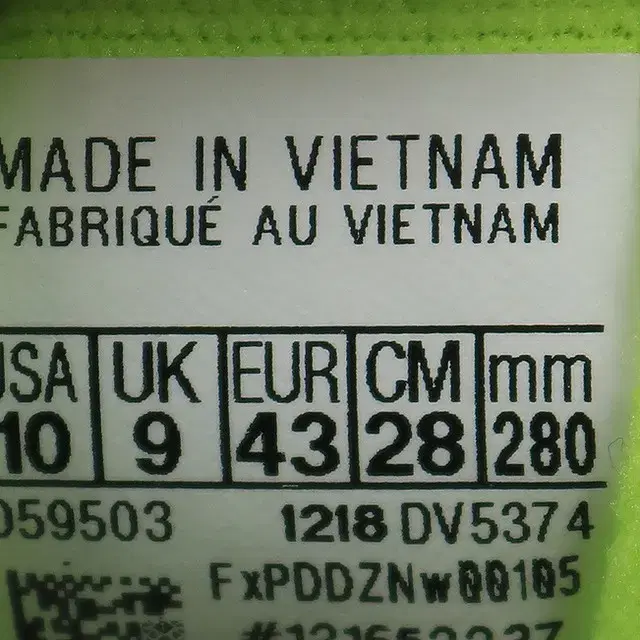 MADE IN VIETNAM
FABRIQUÉ AU VIETNAM
USA UK EUR CM mm
10 9 43 28 280
059503 1218 DV5374
FxPDDZNw00105